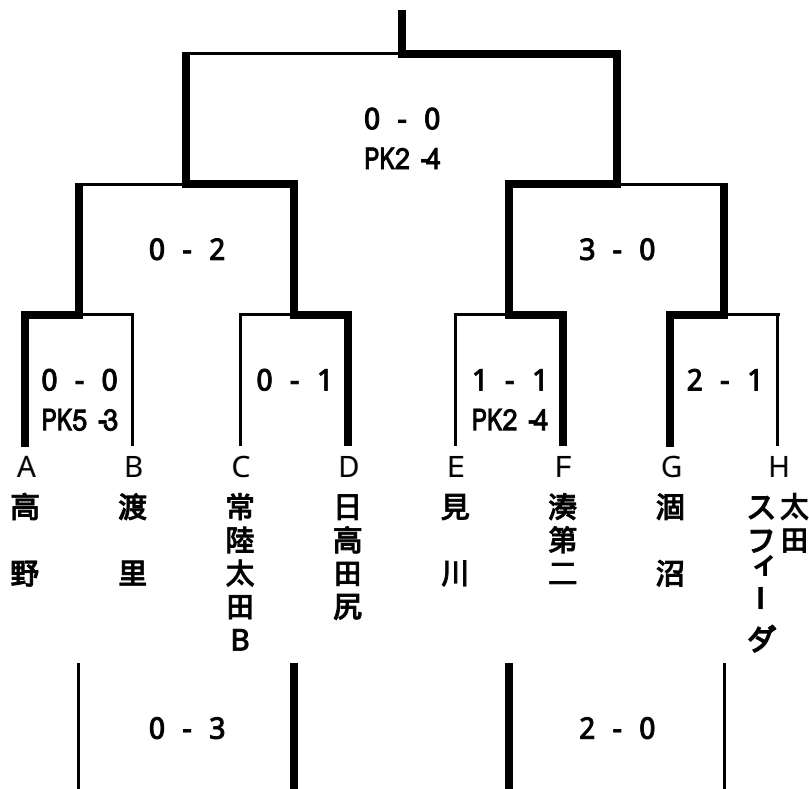 0 - 0
PK2 -4
0 - 2
3 - 0
0 - 0
PK5 -3
0 - 1
1 - 1
PK2 -4
2 - 1
A
B
C
D
E
F
G
H
高野
渡里
常陸太田B
日高田尻
見川
湊第二
涸沼
太田
スフィーダ
0 - 3
2 - 0